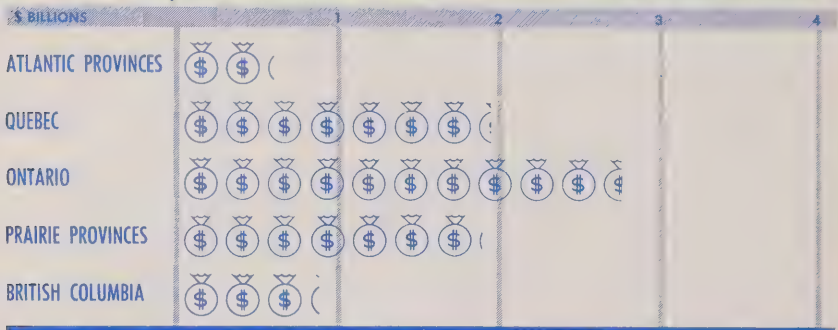 $ BILLIONS 1 2 3 4
ATLANTIC PROVINCES $ $
QUEBEC $ $ $ $ $ $ $
ONTARIO $ $ $ $ $ $ $ $ $ $ $
PRAIRIE PROVINCES $ $ $ $ $ $ $
BRITISH COLUMBIA $ $ $